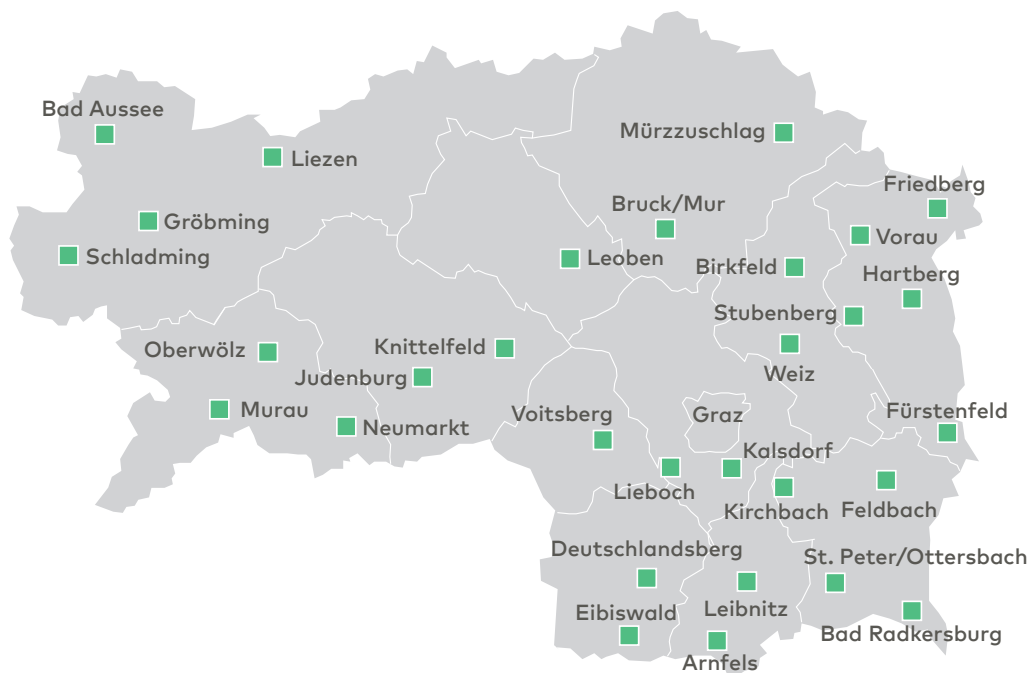 Bad Aussee
Mürzzuschlag
Liezen
Friedberg
Bruck/Mur
Gröbming
Vorau
Schladming
Leoben
Birkfeld
Hartberg
Stubenberg
Oberwölz
Knittelfeld
Weiz
Judenburg
Murau
Voitsberg
Graz
Fürstenfeld
Neumarkt
Kalsdorf
Lieboch
Kirchbach
Feldbach
Deutschlandsberg
St. Peter/Ottersbach
Eibiswald
Leibnitz
Bad Radkersburg
Arnfels